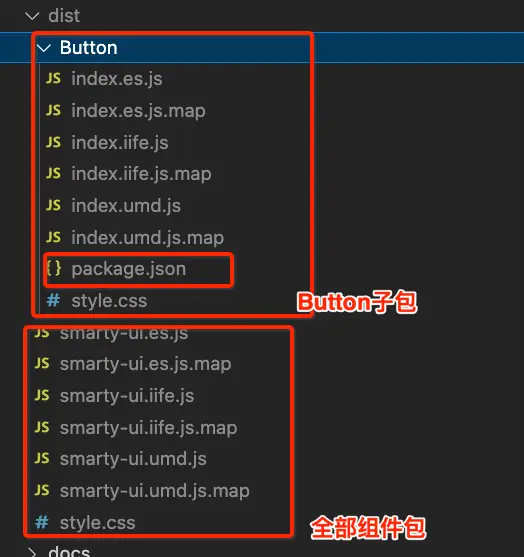 dist
Button
JS index.es.js
JS index.es.js.map
JS index.iife.js
JS index.iife.js.map
JS index.umd.js
JS index.umd.js.map
{} package.json
# style.css
Button子包
JS smarty-ui.es.js
JS smarty-ui.es.js.map
JS smarty-ui.iife.js
JS smarty-ui.iife.js.map
JS smarty-ui.umd.js
JS smarty-ui.umd.js.map
# style.css
全部组件包
docs